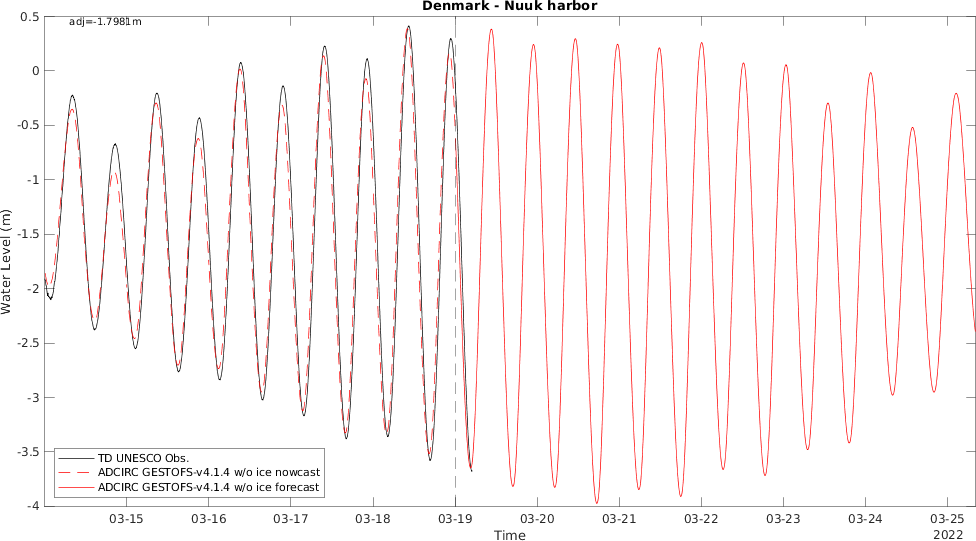 Denmark - Nuuk harbor
adj=-1.7981m
0.5
0
-0.5
-1
-1.5
-2
-2.5
-3
-3.5
-4
Water Level (m)
TD UNESCO Obs.
ADCIRC GESTOFS-v4.1.4 w/o ice nowcast
ADCIRC GESTOFS-v4.1.4 w/o ice forecast
03-15 03-16 03-17 03-18 03-19 03-20 03-21 03-22 03-23 03-24 03-25
Time
2022